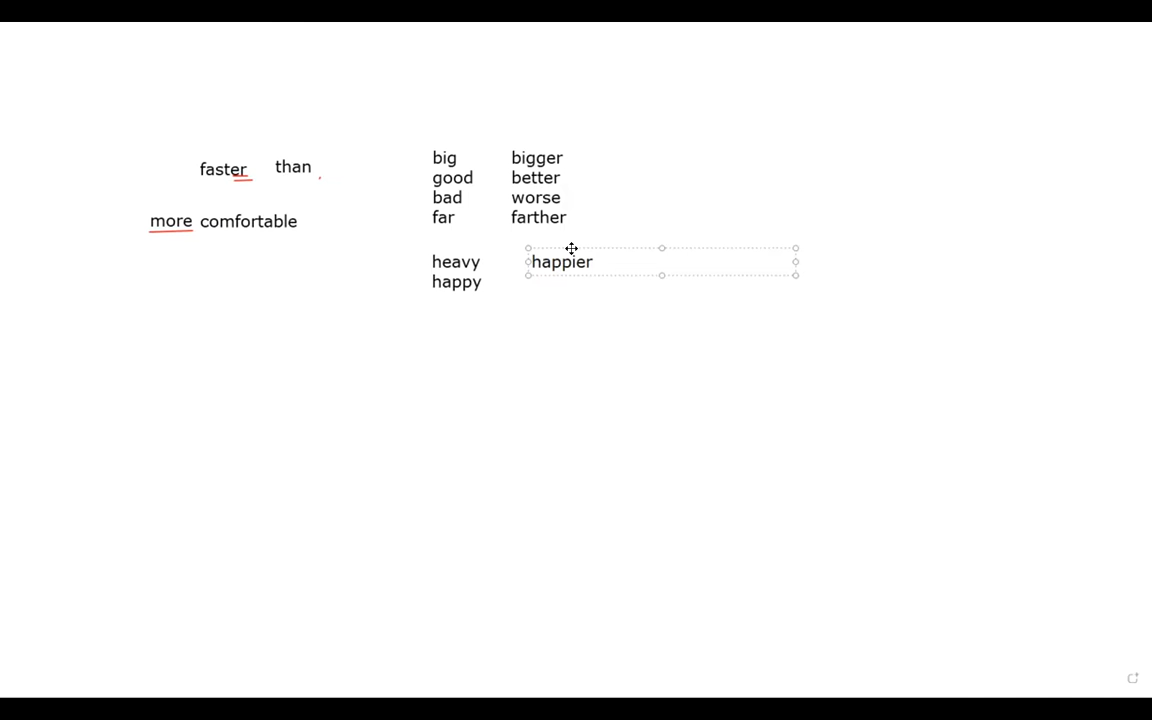 faster than
more comfortable
big bigger
good better
bad worse
far farther
heavy happier
happy